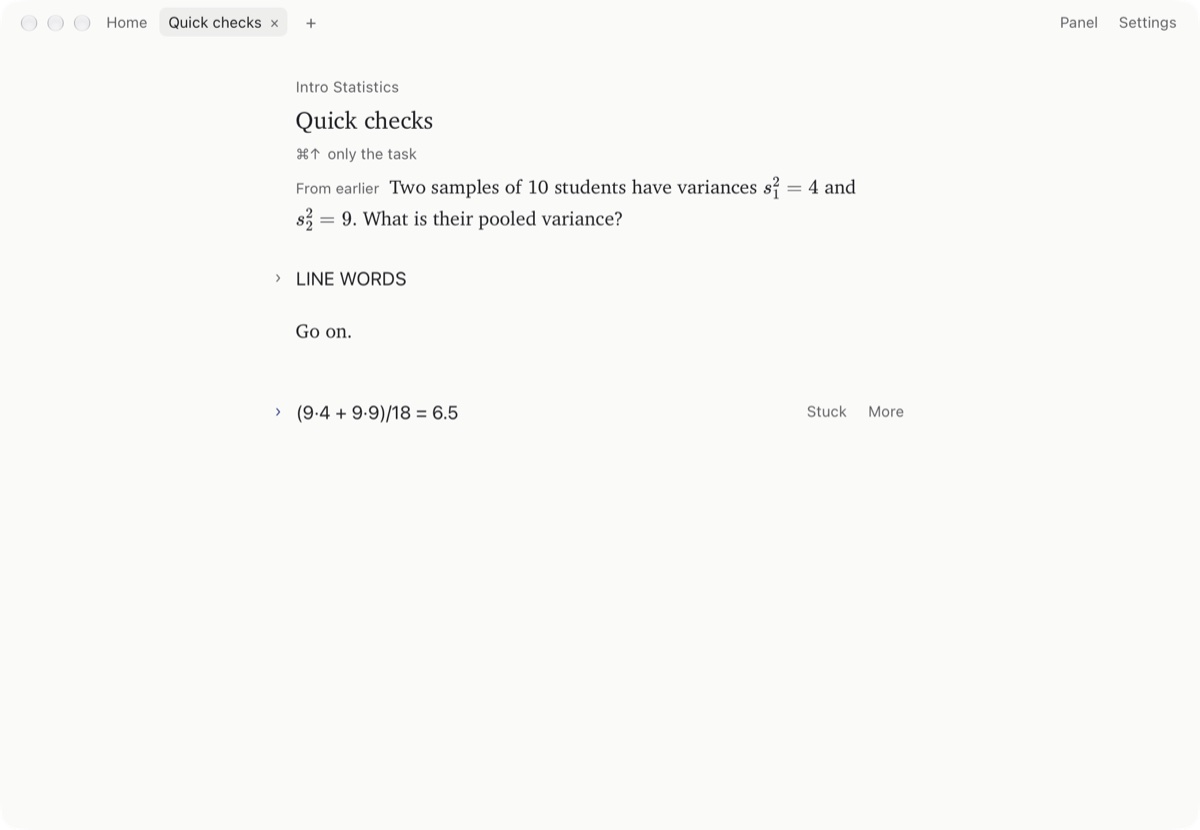 Home
Quick checks ×
+
Panel
Settings
Intro Statistics
Quick checks
⌘↑ only the task
From earlier Two samples of 10 students have variances s₁² = 4 and
s₂² = 9. What is their pooled variance?
› LINE WORDS
Go on.
› (9·4 + 9·9)/18 = 6.5
Stuck
More